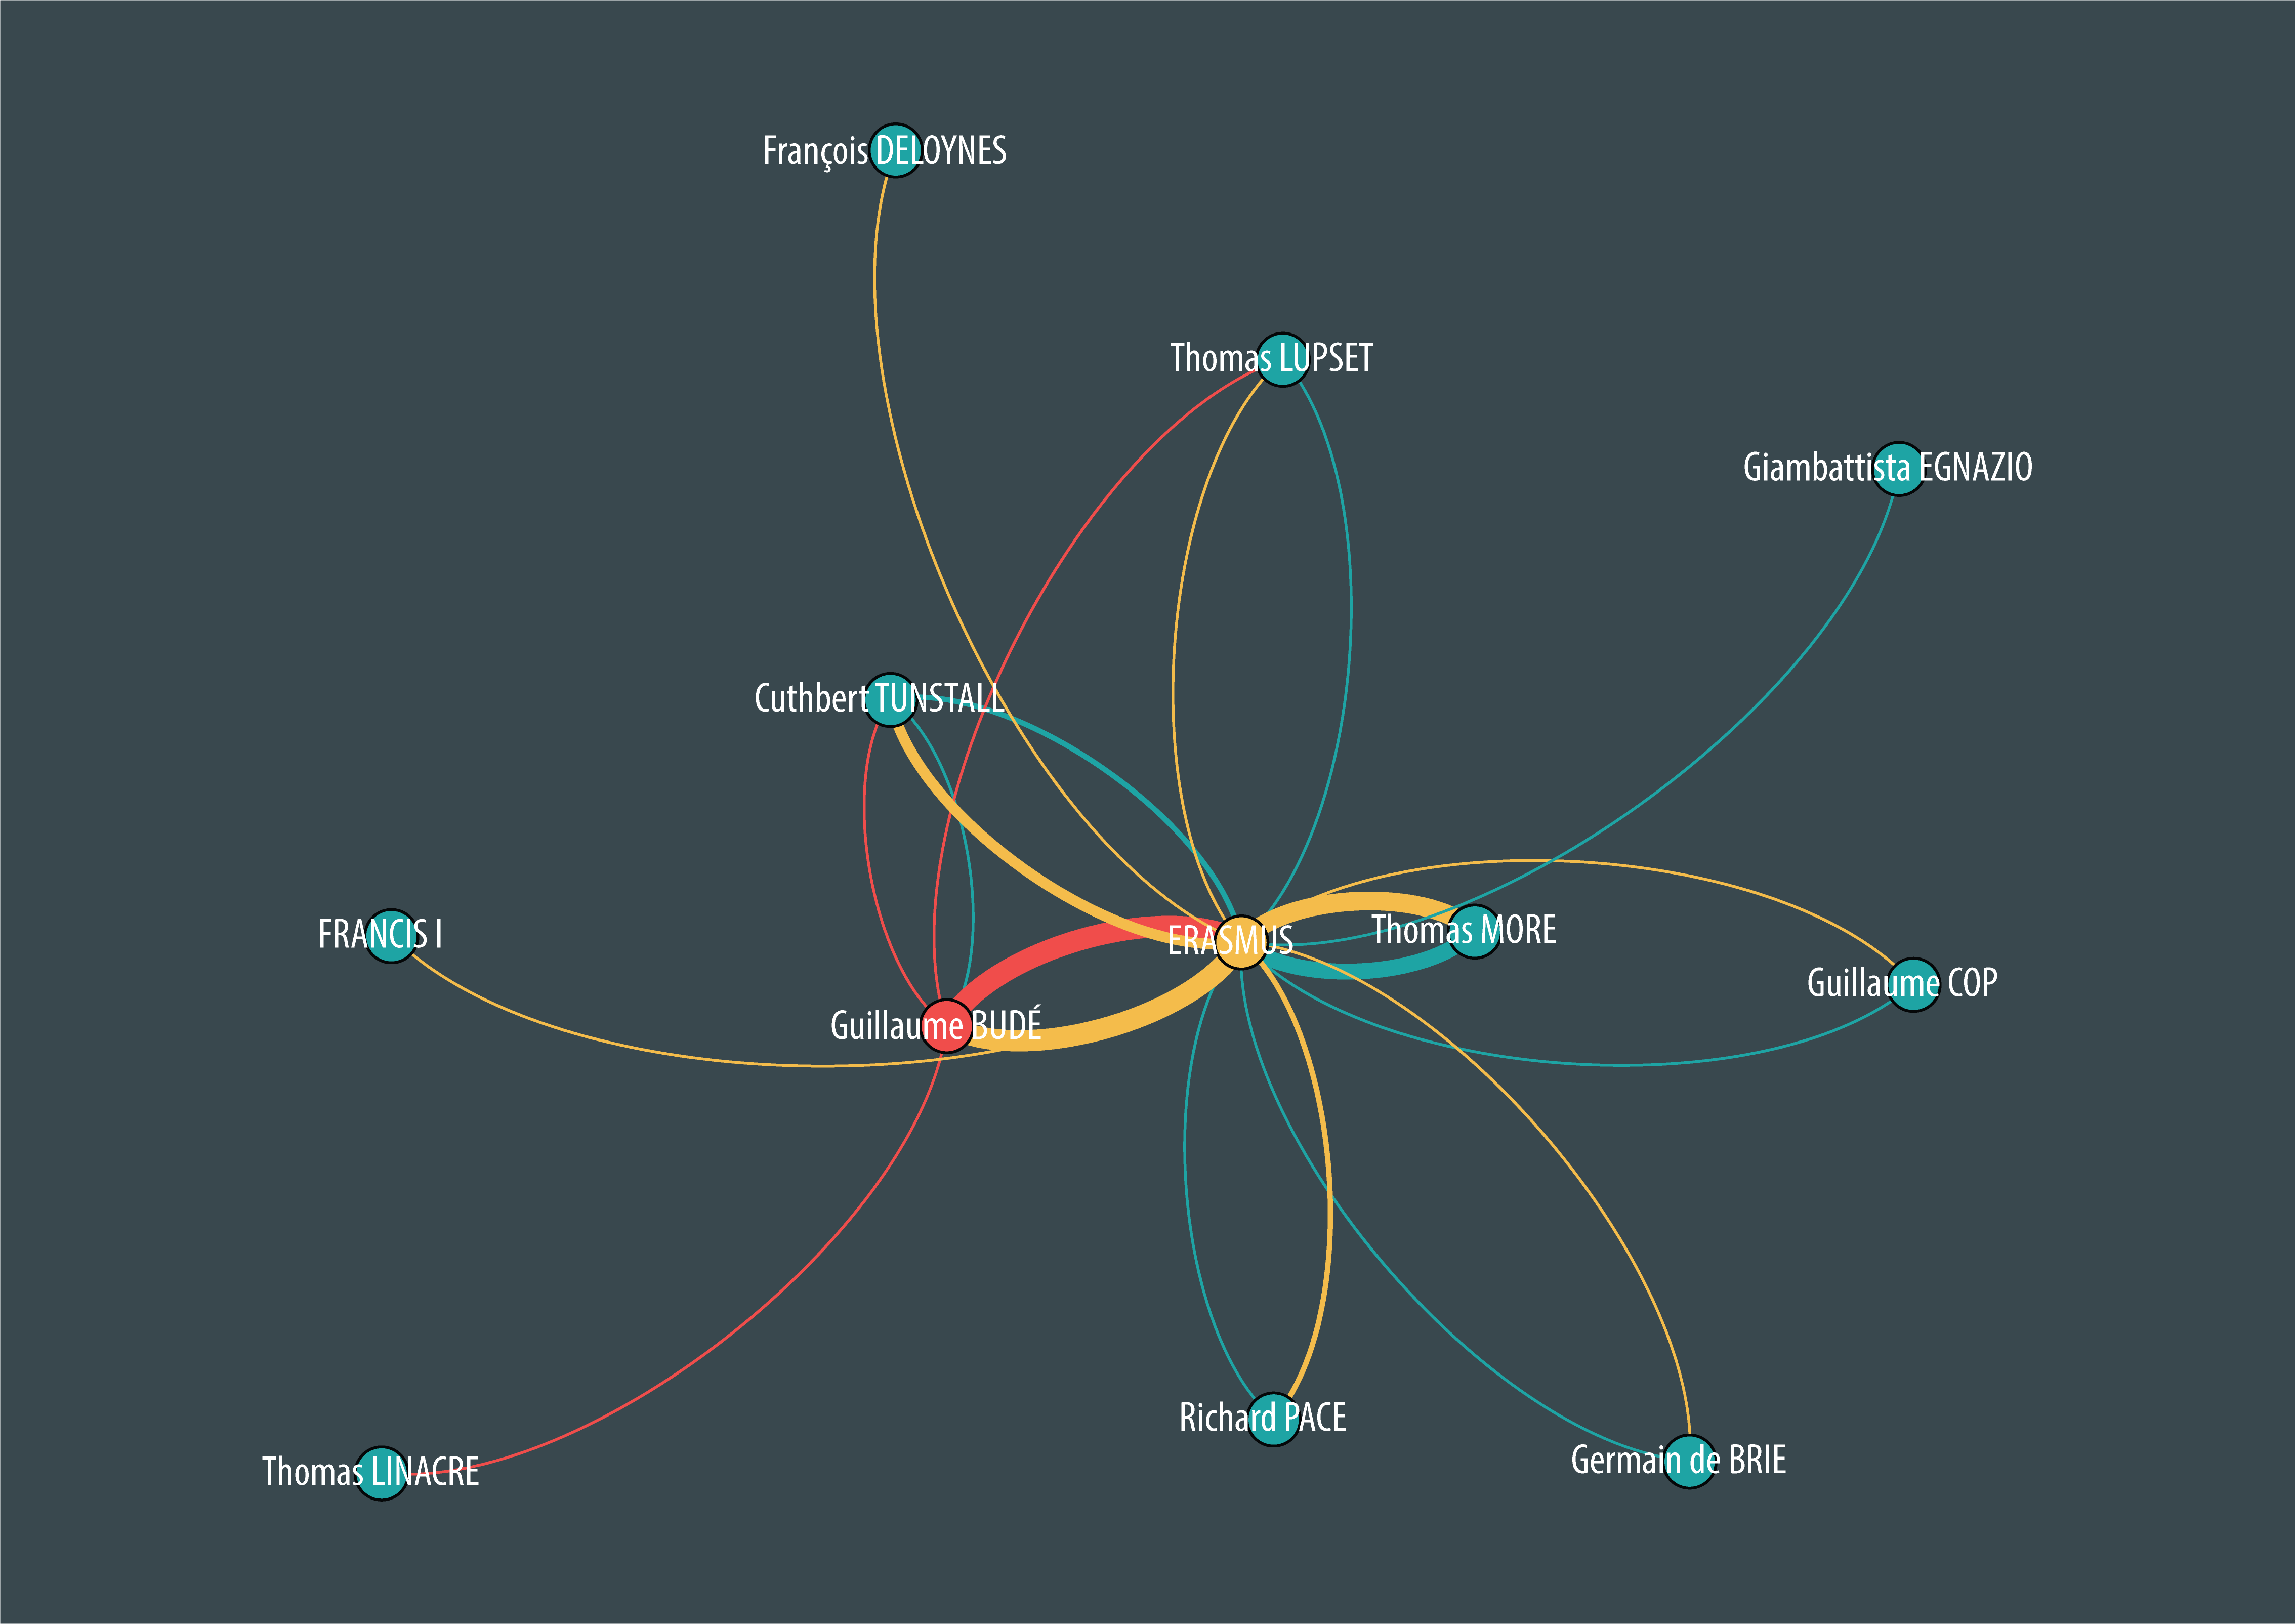 François DELOYNES
Thomas LUPSET
Giambattista EGNAZIO
Cuthbert TUNSTALL
FRANCIS I
ERASMUS
Thomas MORE
Guillaume COP
Guillaume BUDÉ
Richard PACE
Germain de BRIE
Thomas LINACRE